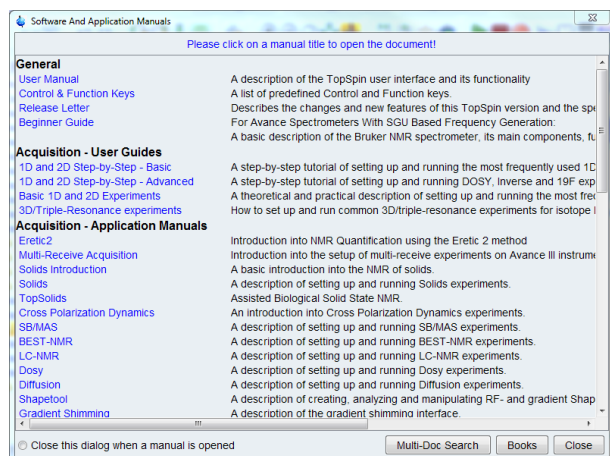 Software And Application Manuals
Please click on a manual title to open the document!
General
User Manual A description of the TopSpin user interface and its functionality
Control & Function Keys A list of predefined Control and Function keys.
Release Letter Describes the changes and new features of this TopSpin version and the spe
Beginner Guide For Avance Spectrometers With SGU Based Frequency Generation:
A basic description of the Bruker NMR spectrometer, its main components, fu
Acquisition - User Guides
1D and 2D Step-by-Step - Basic A step-by-step tutorial of setting up and running the most frequently used 1D
1D and 2D Step-by-Step - Advanced A step-by-step tutorial of setting up and running DOSY, Inverse and 19F exp
Basic 1D and 2D Experiments A theoretical and practical description of setting up and running the most fre
3D/Triple-Resonance experiments How to set up and run common 3D/triple-resonance experiments for isotope
Acquisition - Application Manuals
Eretic2 Introduction into NMR Quantification using the Eretic 2 method
Multi-Receive Acquisition Introduction into the setup of multi-receive experiments on Avance III instrume
Solids Introduction A basic introduction into the NMR of solids.
Solids A description of setting up and running Solids experiments.
TopSolids Assisted Biological Solid State NMR.
Cross Polarization Dynamics An introduction into Cross Polarization Dynamics experiments.
SB/MAS A description of setting up and running SB/MAS experiments.
BEST-NMR A description of setting up and running BEST-NMR experiments.
LC-NMR A description of setting up and running LC-NMR experiments.
Dosy A description of setting up and running Dosy experiments.
Diffusion A description of setting up and running Diffusion experiments.
Shapetool A description of creating, analyzing and manipulating RF- and gradient Shap
Gradient Shimming A description of the gradient shimming interface.
Close this dialog when a manual is opened Multi-Doc Search Books Close